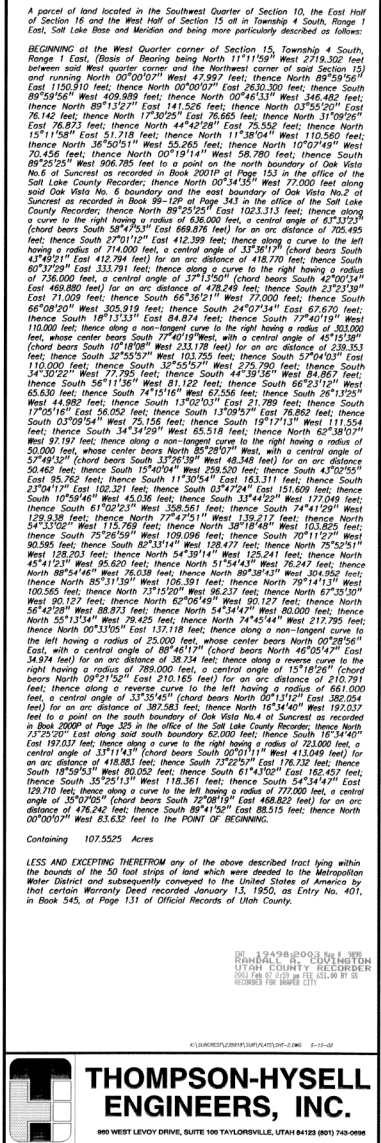 A parcel of land located in the Southwest Quarter of Section 10, the East Half
of Section 16 and the West Half of Section 15 all in Township 4 South, Range 1
East, Salt Lake Base and Meridian and being more particularly described as follows:
BEGINNING at the West Quarter corner of Section 15, Township 4 South,
Range 1 East, (Basis of Bearing being North 11°11'59" West 2719.302 feet
between said West quarter corner and the Northwest corner of said Section 15)
and running North 00°00'07" West 47.997 feet; thence North 89°59'56"
East 1150.910 feet; thence North 00°00'07" East 2630.300 feet; thence South
89°59'56" West 409.989 feet; thence North 00°46'33" West 346.482 feet;
thence North 89°13'27" East 141.526 feet; thence North 03°55'20" East
76.142 feet; thence North 17°30'25" East 76.665 feet; thence North 31°09'26"
East 76.873 feet; thence North 44°42'28" East 75.552 feet; thence North
15°11'58" East 51.718 feet; thence North 11°38'04" East 110.560 feet;
thence North 36°50'51" West 55.265 feet; thence North 10°07'49" West
70.456 feet; thence North 00°19'14" West 58.780 feet; thence South
89°25'25" West 906.785 feet to a point on the north boundary of Oak Vista
No.6 at Suncrest as recorded in Book 2001P at Page 153 in the office of the
Salt Lake County Recorder; thence North 00°34'35" West 77.000 feet along
said Oak Vista No. 6 boundary and the east boundary of Oak Vista No.2 of
Suncrest as recorded in Book 99-12P at Page 343 in the office of the Salt Lake
County Recorder; thence North 89°25'25" East 1023.313 feet; thence along
a curve to the right having a radius of 636.000 feet, a central angle of 63°33'23"
(chord bears South 58°47'53" East 669.876 feet) for an arc distance of 705.495
feet; thence South 27°01'12" East 412.399 feet; thence along a curve to the left
having a radius of 714.000 feet, a central angle of 33°36'17" (chord bears South
43°49'21" East 412.794 feet) for an arc distance of 418.770 feet; thence South
60°37'29" East 333.791 feet; thence along a curve to the right having a radius
of 736.000 feet, a central angle of 37°13'50" (chord bears South 42°00'34"
East 469.880 feet) for an arc distance of 478.249 feet; thence South 23°23'39"
East 71.009 feet; thence South 66°36'21" West 77.000 feet; thence South
66°08'20" West 305.919 feet; thence South 24°07'34" East 67.670 feet;
thence South 18°13'33" East 84.874 feet; thence South 77°40'19" West
110.000 feet; thence along a non-tangent curve to the right having a radius of 303.000
feet, whose center bears South 77°40'19"West, with a central angle of 45°15'38"
(chord bears South 10°18'08" West 233.178 feet) for an arc distance of 239.353
feet; thence South 32°55'57" West 103.755 feet; thence South 57°04'03" East
110.000 feet; thence South 32°55'57" West 275.790 feet; thence South
34°30'22" West 77.795 feet; thence South 44°39'36" West 84.867 feet;
thence South 56°11'36" West 81.122 feet; thence South 66°23'12" West
65.630 feet; thence South 74°15'16" West 67.556 feet; thence South 26°13'25"
West 44.982 feet; thence South 13°02'03" East 21.789 feet; thence South
17°05'16" East 56.052 feet; thence South 13°09'57" East 76.862 feet; thence
South 03°09'54" West 75.156 feet; thence South 19°17'13" West 111.554
feet; thence South 34°34'29" West 65.518 feet; thence North 62°38'07"
West 97.197 feet; thence along a non-tangent curve to the right having a radius of
50.000 feet, whose center bears North 85°28'07" West, with a central angle of
57°49'32" (chord bears South 33°26'39" West 48.348 feet) for an arc distance
50.462 feet; thence South 15°40'04" West 259.520 feet; thence South 43°02'55"
East 95.762 feet; thence South 11°30'54" East 163.311 feet; thence South
23°04'17" East 102.321 feet; thence South 03°47'24" East 151.609 feet; thence
South 10°59'46" West 45.036 feet; thence South 33°44'22" West 177.049 feet;
thence South 61°02'23" West 358.561 feet; thence South 74°41'29" West
129.938 feet; thence North 77°47'51" West 139.217 feet; thence North
54°33'02" West 115.769 feet; thence North 38°18'48" West 103.825 feet;
thence South 75°26'59" West 109.096 feet; thence South 70°11'27" West
90.595 feet; thence South 82°33'14" West 128.477 feet; thence South 75°52'51"
West 128.203 feet; thence South 54°39'14" West 125.241 feet; thence North
45°41'23" West 95.620 feet; thence North 51°54'43" West 76.247 feet; thence
North 88°54'46" West 76.038 feet; thence North 89°38'43" West 304.952 feet;
thence North 85°31'39" West 106.391 feet; thence North 79°14'13" West
100.565 feet; thence North 73°15'20" West 96.237 feet; thence North 67°35'30"
West 90.127 feet; thence North 62°06'49" West 90.127 feet; thence North
56°42'28" West 88.873 feet; thence North 54°34'47" West 80.000 feet; thence
North 55°13'34" West 79.425 feet; thence North 74°45'44" West 217.795 feet;
thence North 00°33'05" East 137.118 feet; thence along a non-tangent curve to
the left having a radius of 25.000 feet, whose center bears North 00°28'56"
East, with a central angle of 88°46'17" (chord bears North 46°05'47" East
34.974 feet) for an arc distance of 38.734 feet; thence along a reverse curve to the
right having a radius of 789.000 feet, a central angle of 15°18'26" (chord
bears North 09°21'52" East 210.165 feet) for an arc distance of 210.791
feet; thence along a reverse curve to the left having a radius of 661.000
feet, a central angle of 33°35'45" (chord bears North 00°13'12" East 382.054
feet) for an arc distance of 387.583 feet; thence North 16°34'40" West 197.037
feet to a point on the south boundary of Oak Vista No.4 at Suncrest as recorded
in Book 2000P at Page 325 in the office of the Salt Lake County Recorder; thence North
73°25'20" East along said south boundary 62.000 feet; thence South 16°34'40"
East 197.037 feet; thence along a curve to the right having a radius of 723.000 feet, a
central angle of 33°11'43" (chord bears South 00°01'11" West 413.049 feet) for
an arc distance of 418.883 feet; thence South 73°22'57" East 176.732 feet; thence
South 18°59'53" West 80.052 feet; thence South 61°43'02" East 162.457 feet;
thence South 35°25'13" West 118.361 feet; thence South 54°34'47" East
129.710 feet; thence along a curve to the left having a radius of 777.000 feet, a central
angle of 35°07'05" (chord bears South 72°08'19" East 468.822 feet) for an arc
distance of 476.242 feet; thence South 89°41'52" East 88.515 feet; thence North
00°00'07" West 83.632 feet to the POINT OF BEGINNING.
Containing 107.5525 Acres
LESS AND EXCEPTING THEREFROM any of the above described tract lying within
the bounds of the 50 foot strips of land which were deeded to the Metropolitan
Water District and subsequently conveyed to the United States of America by
that certain Warranty Deed recorded January 13, 1950, as Entry No. 401,
in Book 545, at Page 131 of Official Records of Utah County.
ENT 19498:2003 Map # 9890
RANDALL A. COVINGTON
UTAH COUNTY RECORDER
2003 Feb 07 2:59 pm FEE 651.00 BY SS
RECORDED FOR DRAPER CITY
5-15-02
THOMPSON-HYSELL
ENGINEERS, INC.
960 WEST LEVOY DRIVE, SUITE 100 TAYLORSVILLE, UTAH 84123 (801) 743-0696